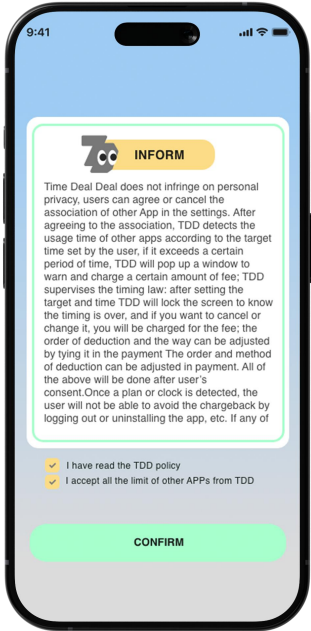 9:41
INFORM
Time Deal Deal does not infringe on personal
privacy, users can agree or cancel the
association of other App in the settings. After
agreeing to the association, TDD detects the
usage time of other apps according to the target
time set by the user, if it exceeds a certain
period of time, TDD will pop up a window to
warn and charge a certain amount of fee; TDD
supervises the timing law: after setting the
target and time TDD will lock the screen to know
the timing is over, and if you want to cancel or
change it, you will be charged for the fee; the
order of deduction and the way can be adjusted
by tying it in the payment The order and method
of deduction can be adjusted in payment. All of
the above will be done after user's
consent.Once a plan or clock is detected, the
user will not be able to avoid the chargeback by
logging out or uninstalling the app, etc. If any of
I have read the TDD policy
I accept all the limit of other APPs from TDD
CONFIRM